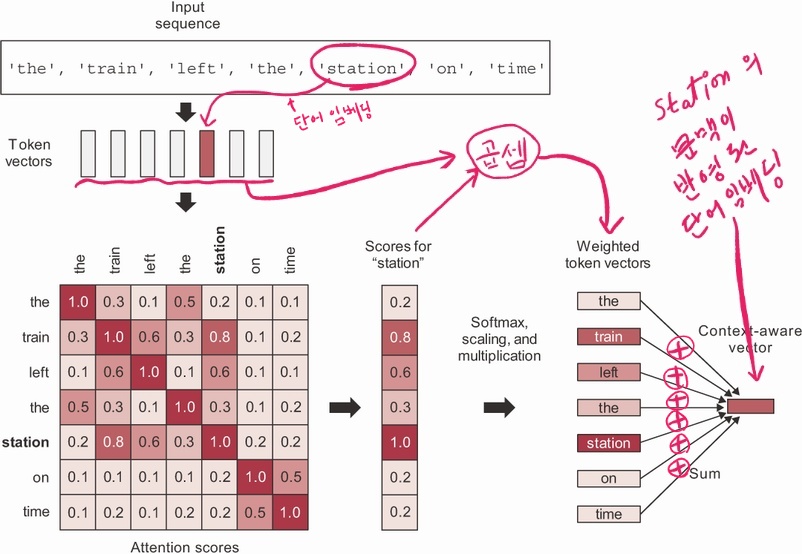 Input
sequence
'the', 'train', 'left', 'the', 'station', 'on', 'time'
단어 임베딩
Token
vectors
곱셈
Station의
문맥이
반영된
단어 임베딩
the train left the station on time
Scores for
"station"
Weighted
token vectors
the 1.0 0.3 0.1 0.5 0.2 0.1 0.1
train 0.3 1.0 0.6 0.3 0.8 0.1 0.2
left 0.1 0.6 1.0 0.1 0.6 0.1 0.1
the 0.5 0.3 0.1 1.0 0.3 0.1 0.2
station 0.2 0.8 0.6 0.3 1.0 0.2 0.2
on 0.1 0.1 0.1 0.1 0.2 1.0 0.5
time 0.1 0.2 0.1 0.2 0.2 0.5 1.0
Attention scores
0.2
0.8
0.6
0.3
1.0
0.2
0.2
Softmax,
scaling, and
multiplication
the
train
left
the
station
on
time
Context-aware
vector
Sum